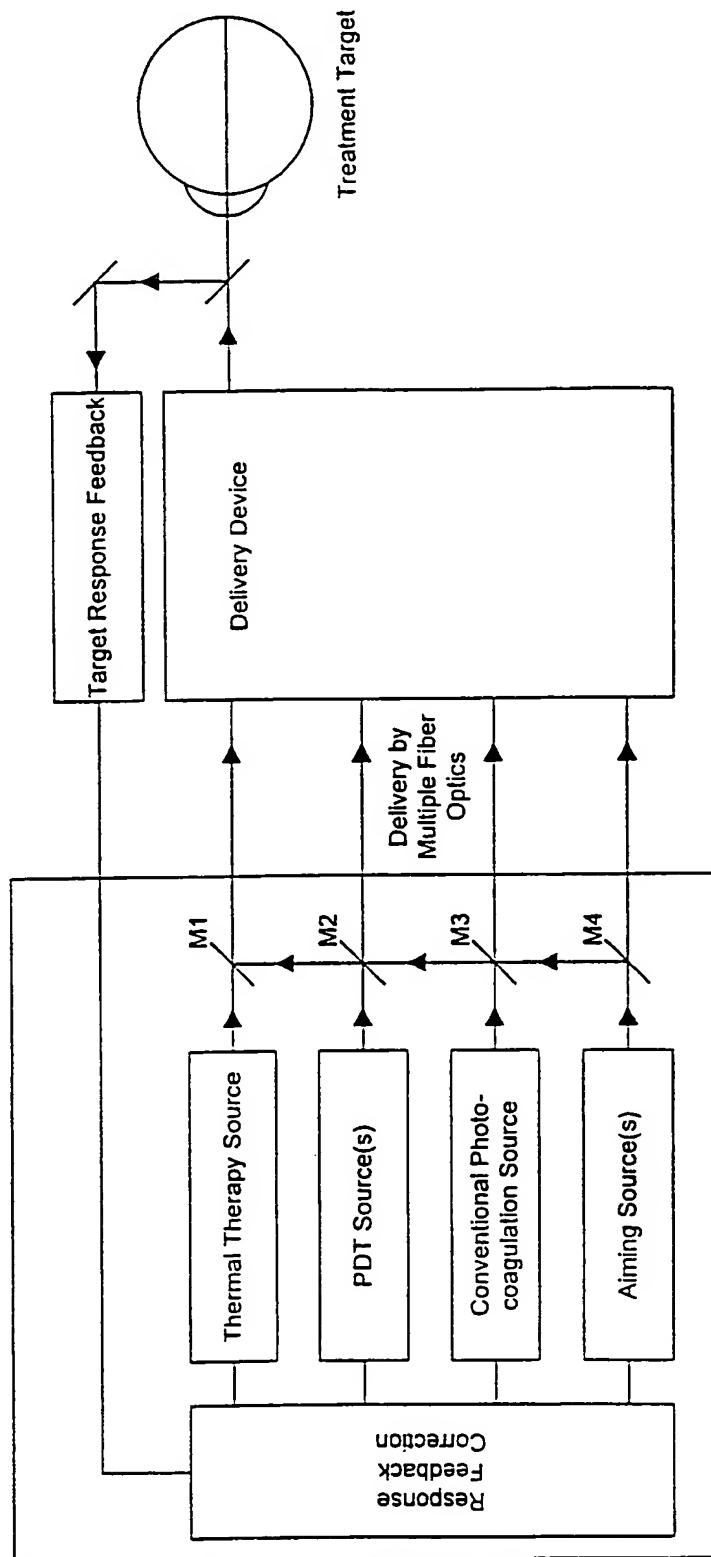 Response
Feedback
Correction
Thermal Therapy Source
PDT Source(s)
Conventional Photo-
coagulation Source
Aiming Source(s)
M1
M2
M3
M4
Delivery by
Multiple Fiber
Optics
Target Response Feedback
Delivery Device
Treatment Target